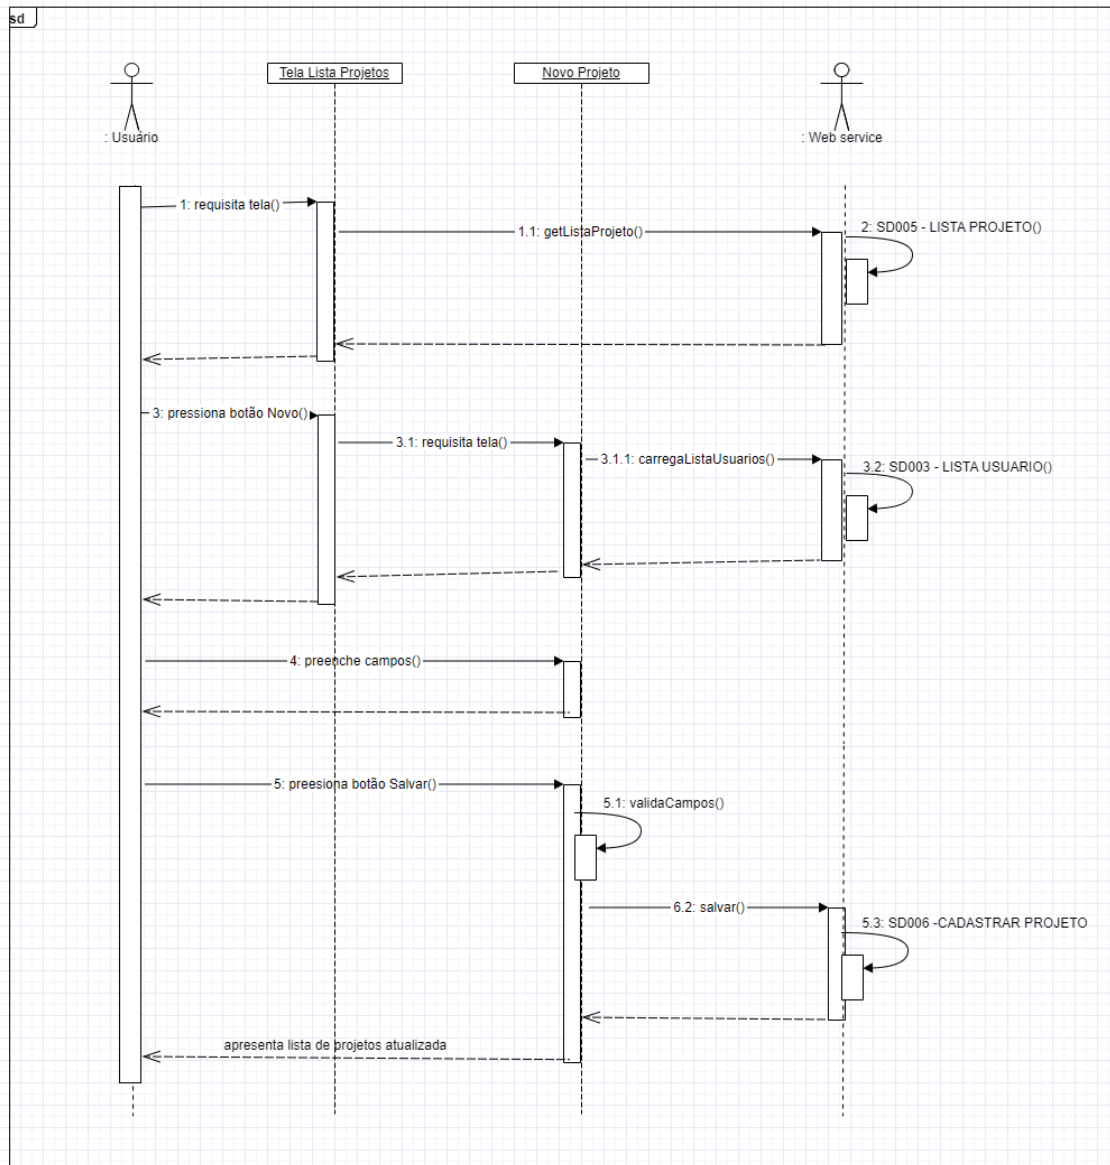 sd
Tela Lista Projetos
Novo Projeto
: Usuário
: Web service
1: requisita tela()
1.1: getListaProjeto()
2: SD005 - LISTA PROJETO()
3: pressiona botão Novo()
3.1: requisita tela()
3.1.1: carregaListaUsuarios()
3.2: SD003 - LISTA USUARIO()
4: preenche campos()
5: preesiona botão Salvar()
5.1: validaCampos()
6.2: salvar()
5.3: SD006 -CADASTRAR PROJETO
apresenta lista de projetos atualizada